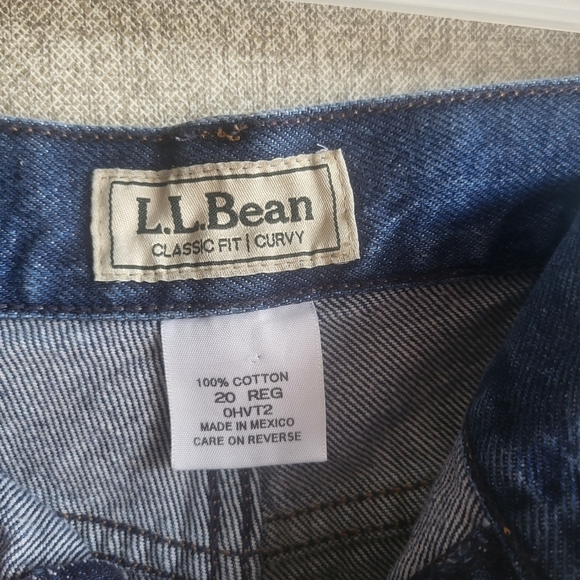 L.L.Bean
CLASSIC FIT | CURVY
100% COTTON
20 REG
0HVT2
MADE IN MEXICO
CARE ON REVERSE